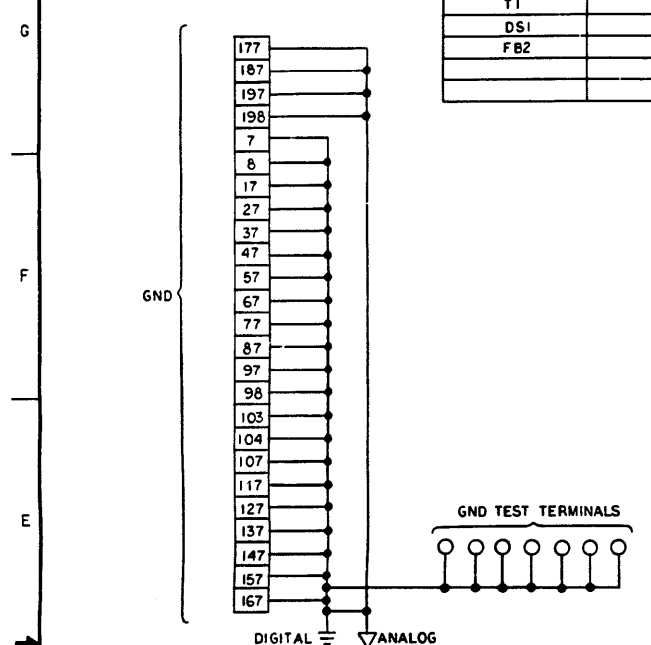 T1
DS1
FB2
G
177
187
197
198
7
8
17
27
37
47
57
67
77
87
97
98
103
104
107
117
127
137
147
157
167
F
GND
E
GND TEST TERMINALS
DIGITAL
ANALOG